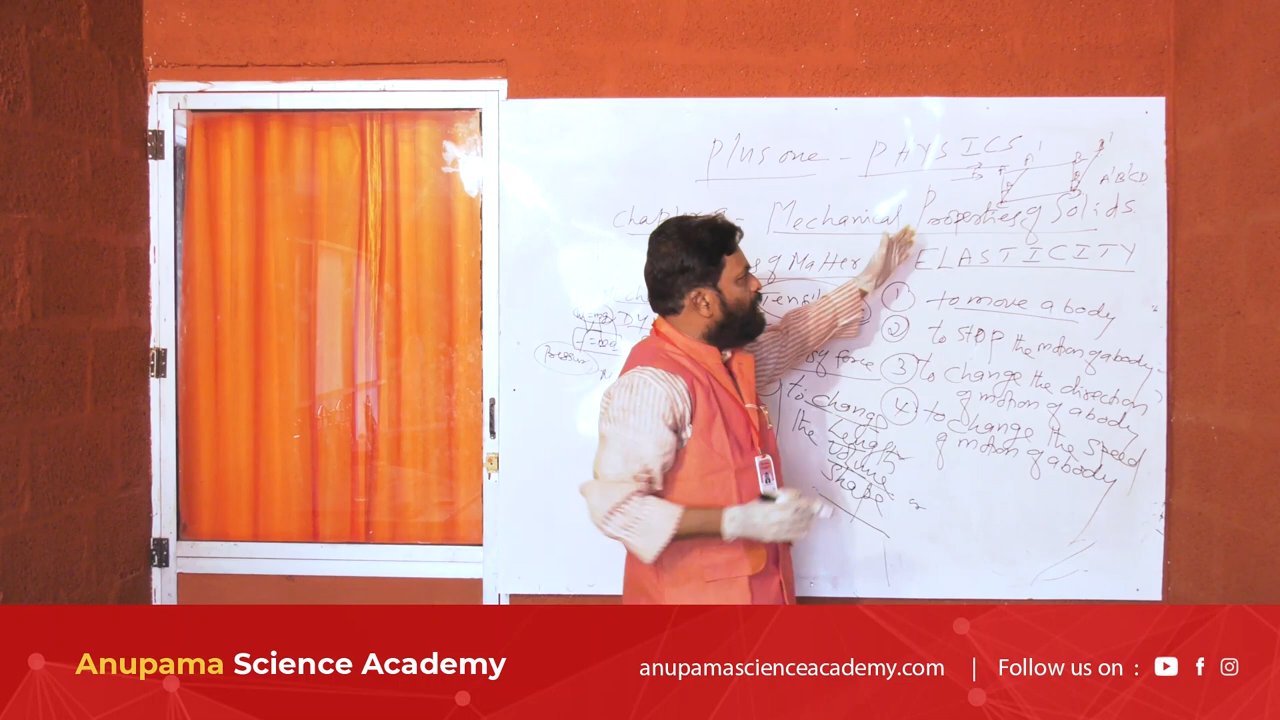 Plus one - PHYSICS
A'B'CD
Mechanical Properties of Solids
of Matter ELASTICITY
① to move a body
② to stop the motion of a body
by force ③ to change the direction
of motion of a body
to change ④ to change the speed
of motion of a body
the Length
Volume
Shape
Anupama Science Academy
anupamascienceacademy.com | Follow us on :